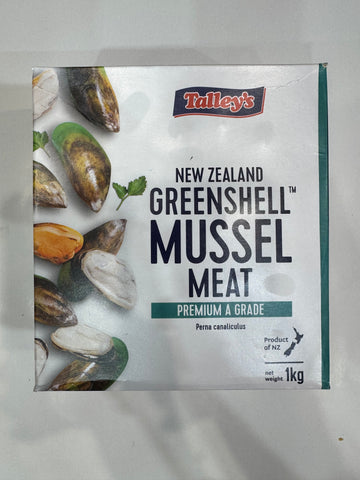 Talley's
NEW ZEALAND
GREENSHELL™
MUSSEL
MEAT
PREMIUM A GRADE
Perna canaliculus
Product
of NZ
net
weight 1kg